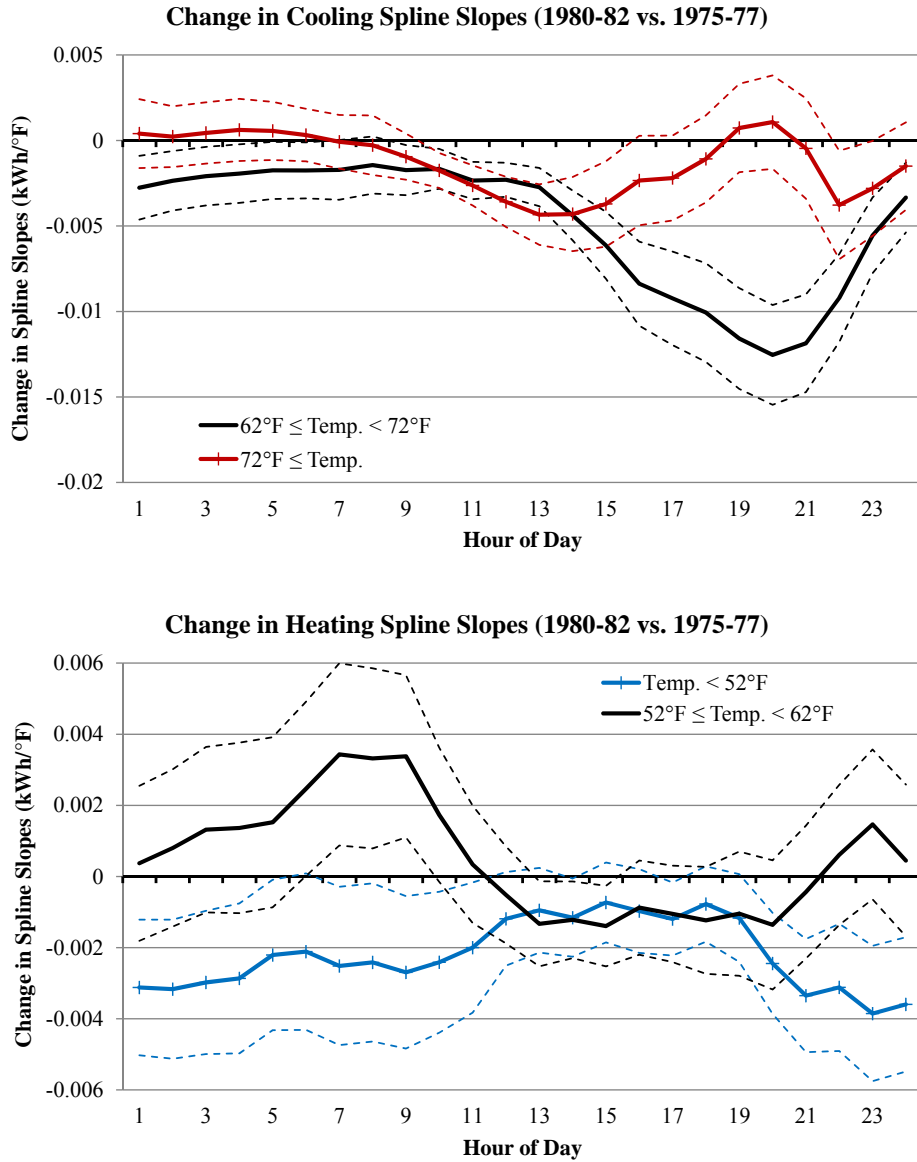 Change in Cooling Spline Slopes (1980-82 vs. 1975-77)
0.005
0
-0.005
-0.01
-0.015
-0.02
Change in Spline Slopes (kWh/°F)
62°F ≤ Temp. < 72°F
72°F ≤ Temp.
1 3 5 7 9 11 13 15 17 19 21 23
Hour of Day
Change in Heating Spline Slopes (1980-82 vs. 1975-77)
0.006
0.004
0.002
0
-0.002
-0.004
-0.006
Change in Spline Slopes (kWh/°F)
Temp. < 52°F
52°F ≤ Temp. < 62°F
1 3 5 7 9 11 13 15 17 19 21 23
Hour of Day